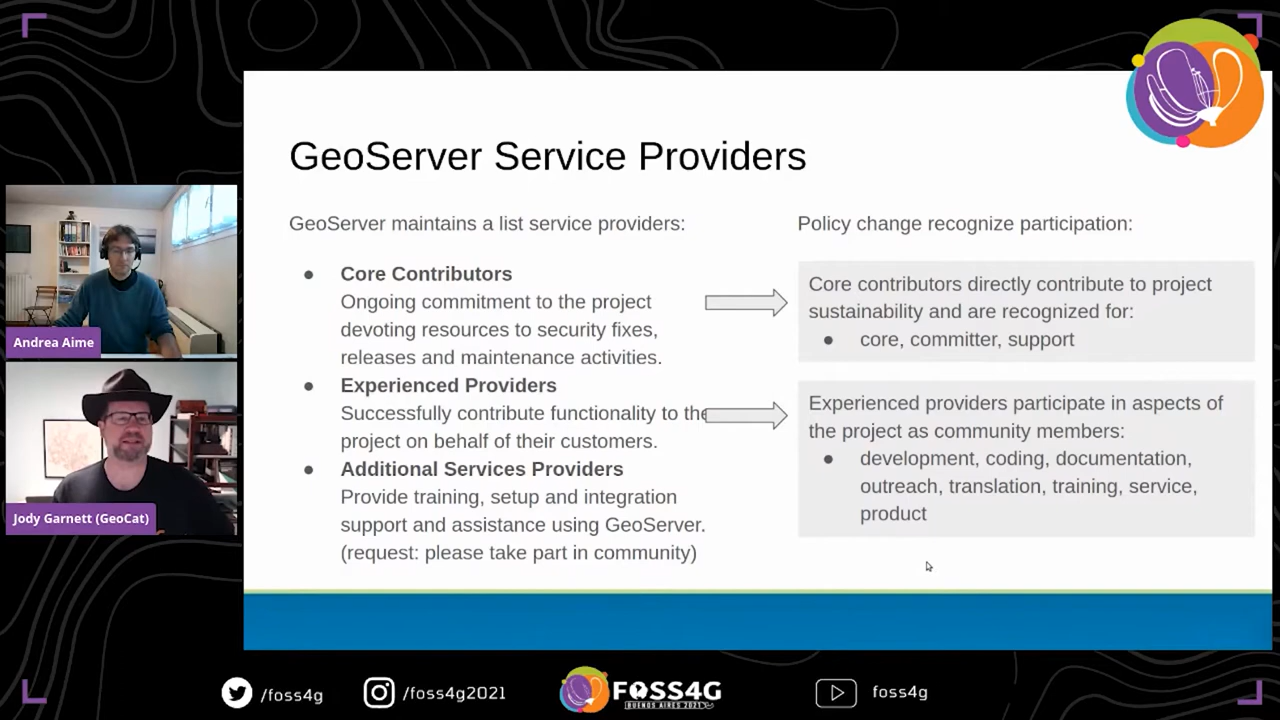 GeoServer Service Providers
GeoServer maintains a list service providers:
● Core Contributors
Ongoing commitment to the project
devoting resources to security fixes,
releases and maintenance activities.
● Experienced Providers
Successfully contribute functionality to the
project on behalf of their customers.
● Additional Services Providers
Provide training, setup and integration
support and assistance using GeoServer.
(request: please take part in community)
Policy change recognize participation:
Core contributors directly contribute to project
sustainability and are recognized for:
● core, committer, support
Experienced providers participate in aspects of
the project as community members:
● development, coding, documentation,
outreach, translation, training, service,
product
Andrea Aime
Jody Garnett (GeoCat)
/foss4g
/foss4g2021
FOSS4G
BUENOS AIRES 2021
foss4g